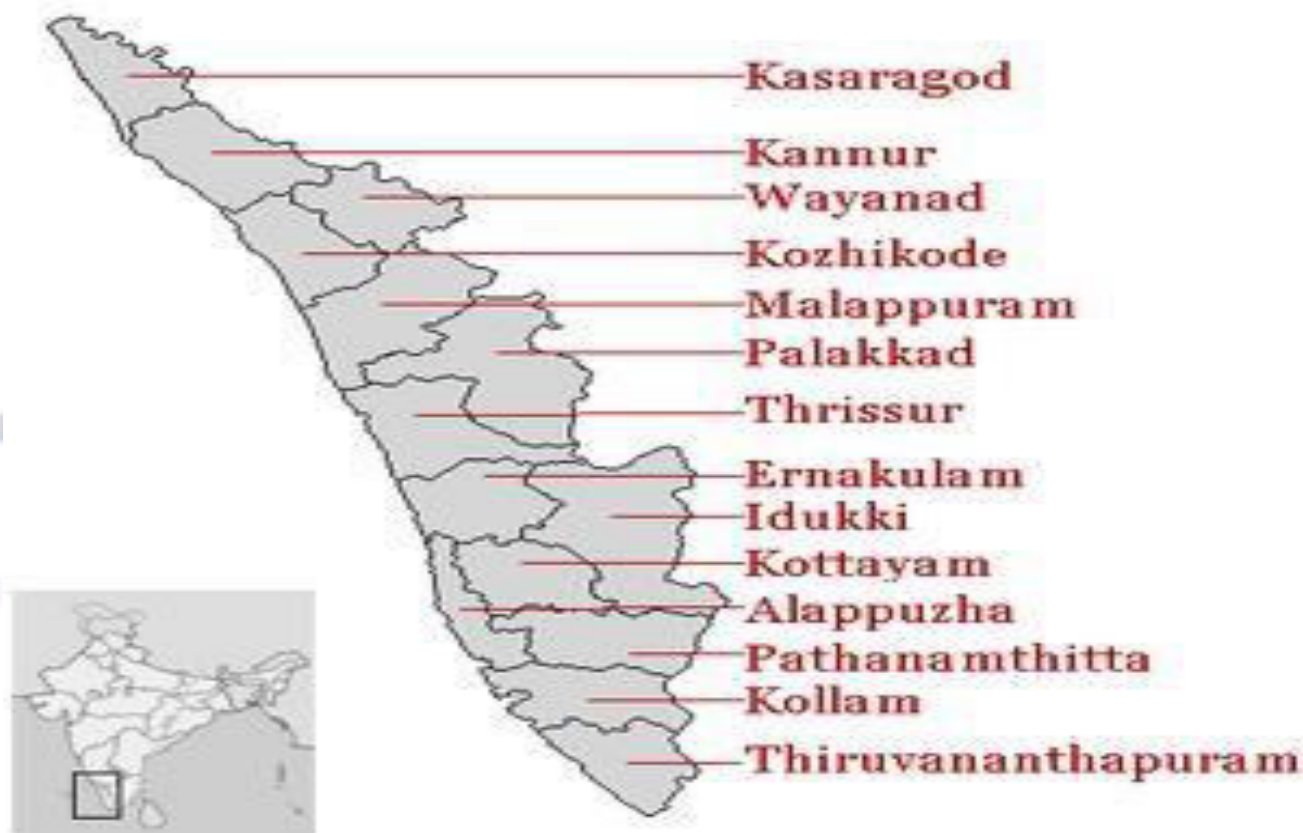 Kasaragod
Kannur
Wayanad
Kozhikode
Malappuram
Palakkad
Thrissur
Ernakulam
Idukki
Kottayam
Alappuzha
Pathanamthitta
Kollam
Thiruvananthapuram